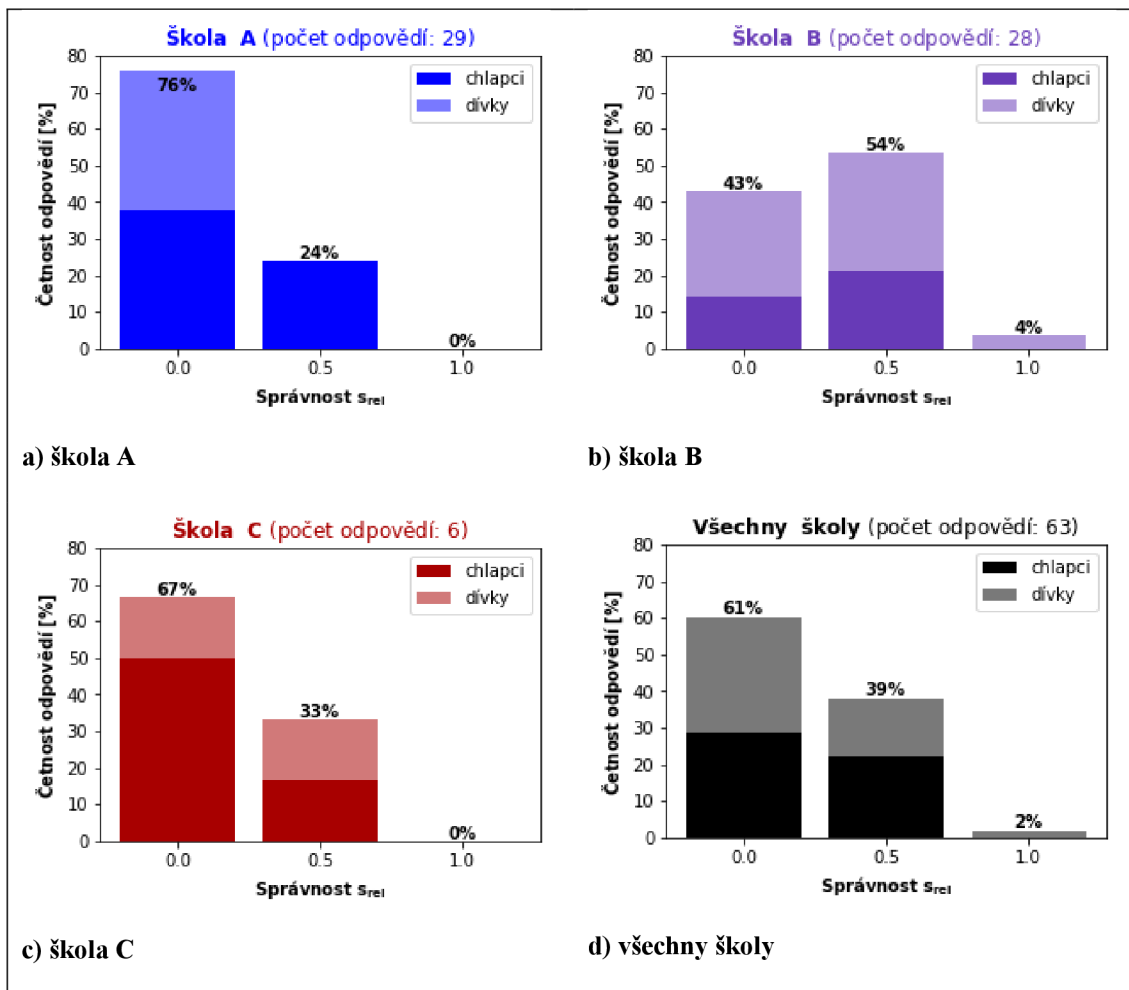 Škola A (počet odpovědí: 29)
Četnost odpovědí [%]
80
70
60
50
40
30
20
10
0
76%
24%
0%
chlapci
dívky
0.0 0.5 1.0
Správnost s_rel
a) škola A
Škola B (počet odpovědí: 28)
Četnost odpovědí [%]
80
70
60
50
40
30
20
10
0
43%
54%
4%
chlapci
dívky
0.0 0.5 1.0
Správnost s_rel
b) škola B
Škola C (počet odpovědí: 6)
Četnost odpovědí [%]
80
70
60
50
40
30
20
10
0
67%
33%
0%
chlapci
dívky
0.0 0.5 1.0
Správnost s_rel
c) škola C
Všechny školy (počet odpovědí: 63)
Četnost odpovědí [%]
80
70
60
50
40
30
20
10
0
61%
39%
2%
chlapci
dívky
0.0 0.5 1.0
Správnost s_rel
d) všechny školy